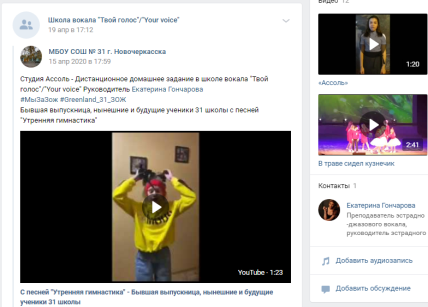 Школа вокала "Твой голос"/"Your voice"
19 апр в 17:12
МБОУ СОШ № 31 г. Новочеркасска
15 апр 2020 в 17:59
Студия Ассоль - Дистанционное домашнее задание в школе вокала "Твой
голос"/"Your voice" Руководитель Екатерина Гончарова
#МыЗаЗож #Greenland_31_ЗОЖ
Бывшая выпускница, нынешние и будущие ученики 31 школы с песней
"Утренняя гимнастика"
YouTube · 1:23
С песней "Утренняя гимнастика" - Бывшая выпускница, нынешние и будущие
ученики 31 школы
Видео 12
1:20
«Ассоль»
2:41
В траве сидел кузнечик
Контакты 1
Екатерина Гончарова
Преподаватель эстрадно
-джазового вокала,
руководитель эстрадного
Добавить аудиозапись
Добавить обсуждение